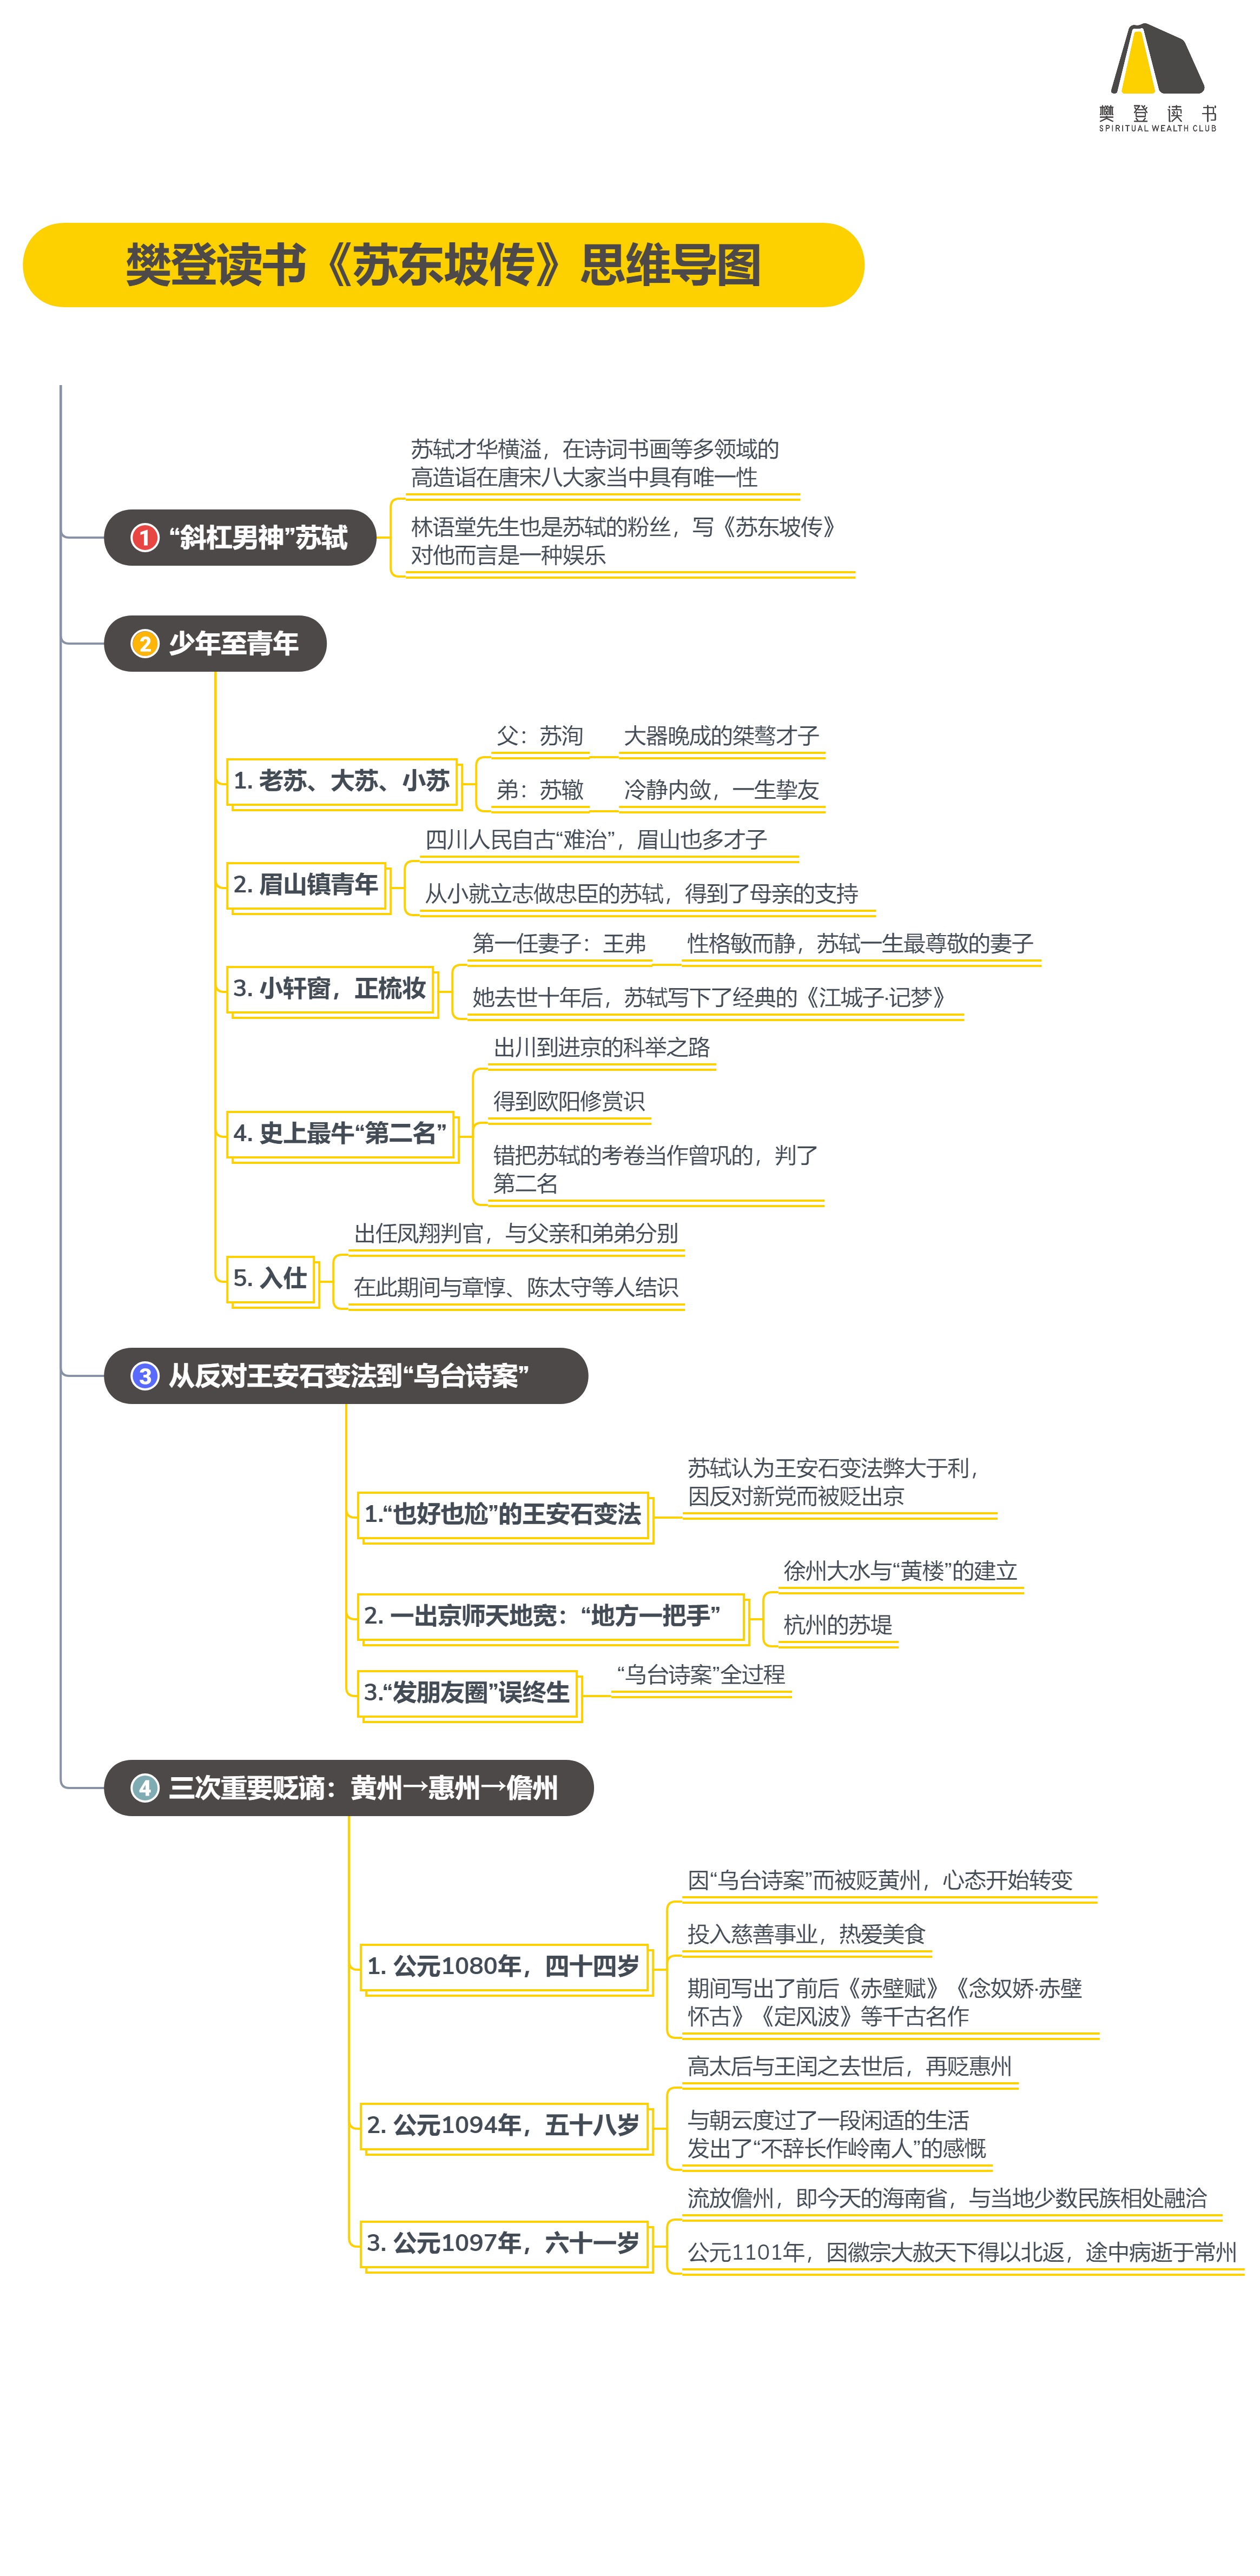 樊登读书
SPIRITUAL WEALTH CLUB
樊登读书《苏东坡传》思维导图
1 “斜杠男神”苏轼
苏轼才华横溢，在诗词书画等多领域的
高造诣在唐宋八大家当中具有唯一性
林语堂先生也是苏轼的粉丝，写《苏东坡传》
对他而言是一种娱乐
2 少年至青年
1. 老苏、大苏、小苏
父：苏洵
大器晚成的桀骜才子
弟：苏辙
冷静内敛，一生挚友
2. 眉山镇青年
四川人民自古“难治”，眉山也多才子
从小就立志做忠臣的苏轼，得到了母亲的支持
3. 小轩窗，正梳妆
第一任妻子：王弗
性格敏而静，苏轼一生最尊敬的妻子
她去世十年后，苏轼写下了经典的《江城子·记梦》
4. 史上最牛“第二名”
出川到进京的科举之路
得到欧阳修赏识
错把苏轼的考卷当作曾巩的，判了
第二名
5. 入仕
出任凤翔判官，与父亲和弟弟分别
在此期间与章惇、陈太守等人结识
3 从反对王安石变法到“乌台诗案”
1.“也好也尬”的王安石变法
苏轼认为王安石变法弊大于利，
因反对新党而被贬出京
2. 一出京师天地宽：“地方一把手”
徐州大水与“黄楼”的建立
杭州的苏堤
3.“发朋友圈”误终生
“乌台诗案”全过程
4 三次重要贬谪：黄州→惠州→儋州
1. 公元1080年，四十四岁
因“乌台诗案”而被贬黄州，心态开始转变
投入慈善事业，热爱美食
期间写出了前后《赤壁赋》《念奴娇·赤壁
怀古》《定风波》等千古名作
2. 公元1094年，五十八岁
高太后与王闰之去世后，再贬惠州
与朝云度过了一段闲适的生活
发出了“不辞长作岭南人”的感慨
3. 公元1097年，六十一岁
流放儋州，即今天的海南省，与当地少数民族相处融洽
公元1101年，因徽宗大赦天下得以北返，途中病逝于常州